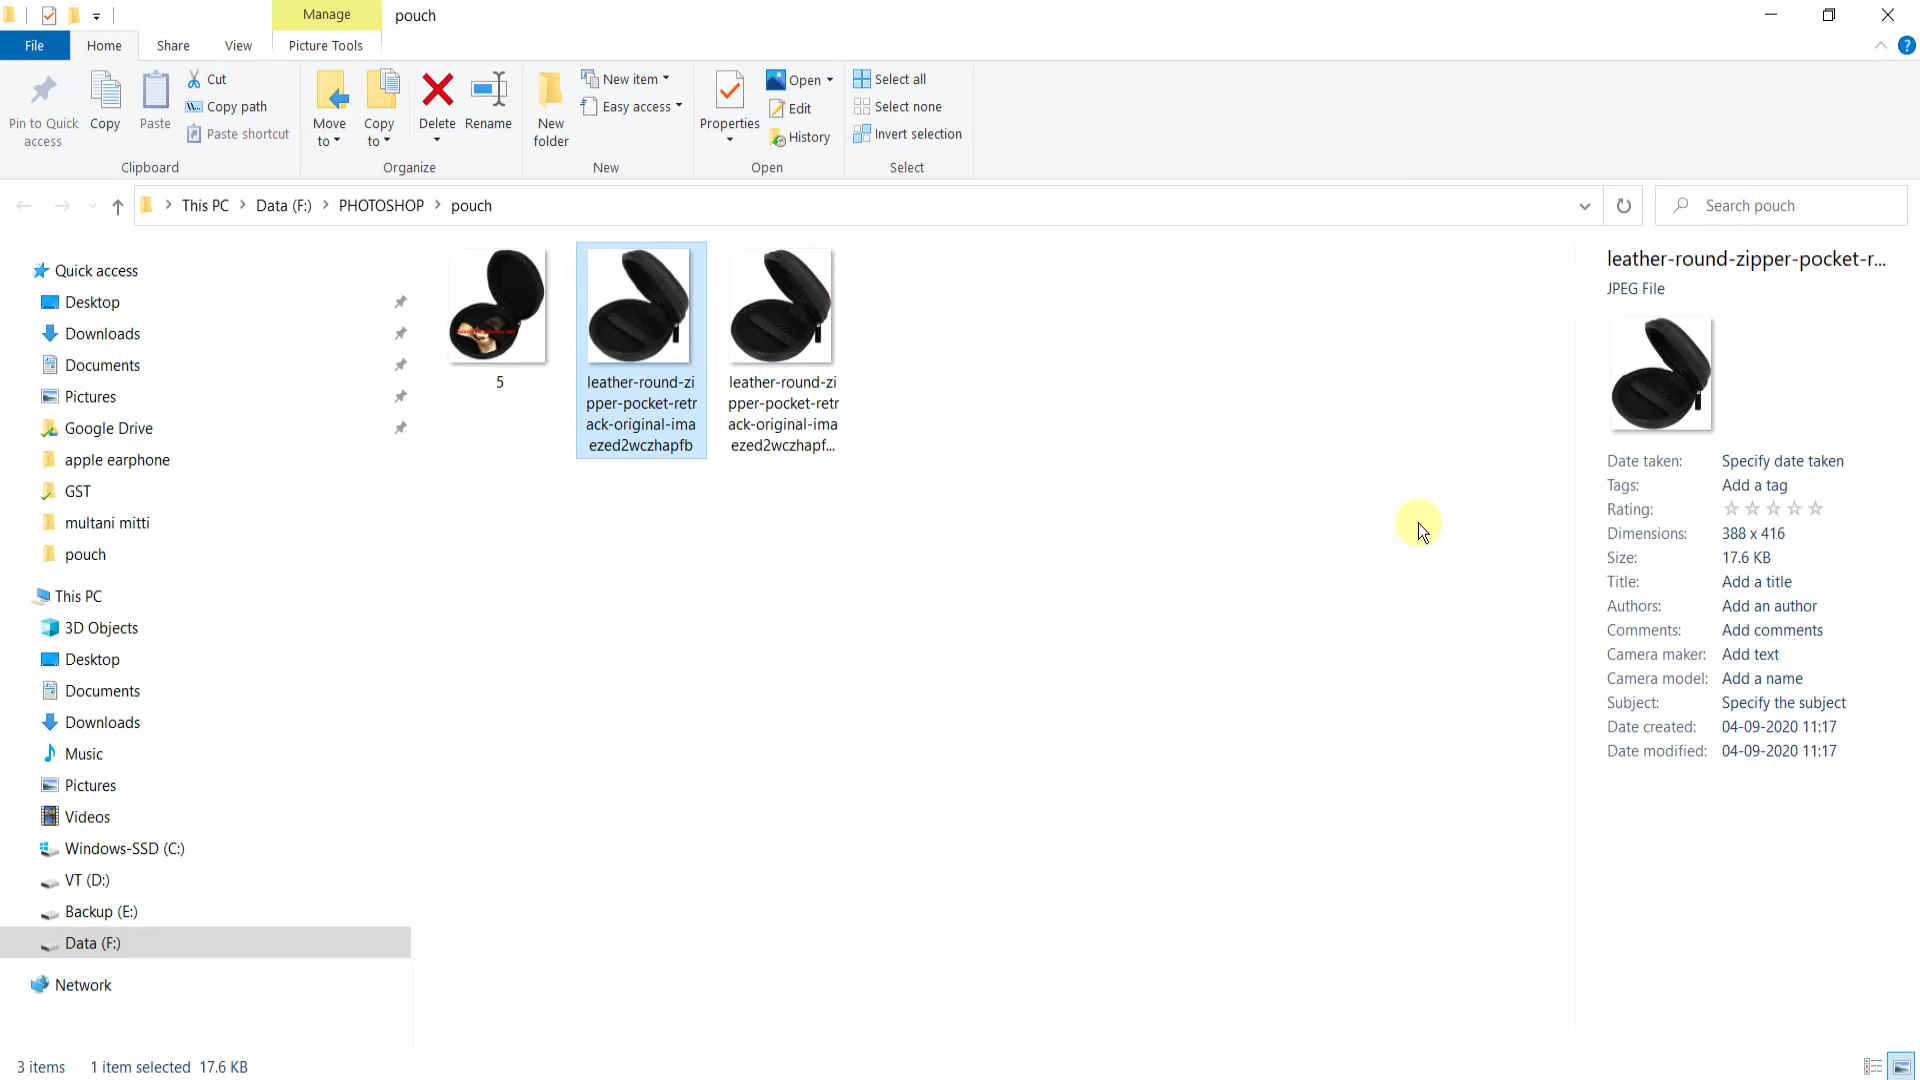 Manage
pouch
File
Home
Share
View
Picture Tools
Pin to Quick
access
Copy
Paste
Cut
Copy path
Paste shortcut
Clipboard
Move
to
Copy
to
Delete
Rename
Organize
New
folder
New item
Easy access
New
Properties
Open
Edit
History
Open
Select all
Select none
Invert selection
Select
This PC
Data (F:)
PHOTOSHOP
pouch
Search pouch
Quick access
Desktop
Downloads
Documents
Pictures
Google Drive
apple earphone
GST
multani mitti
pouch
This PC
3D Objects
Desktop
Documents
Downloads
Music
Pictures
Videos
Windows-SSD (C:)
VT (D:)
Backup (E:)
Data (F:)
Network
5
leather-round-zi
pper-pocket-retr
ack-original-ima
ezed2wczhapfb
leather-round-zi
pper-pocket-retr
ack-original-ima
ezed2wczhapf...
leather-round-zipper-pocket-r...
JPEG File
Date taken: Specify date taken
Tags: Add a tag
Rating:
Dimensions: 388 x 416
Size: 17.6 KB
Title: Add a title
Authors: Add an author
Comments: Add comments
Camera maker: Add text
Camera model: Add a name
Subject: Specify the subject
Date created: 04-09-2020 11:17
Date modified: 04-09-2020 11:17
3 items 1 item selected 17.6 KB